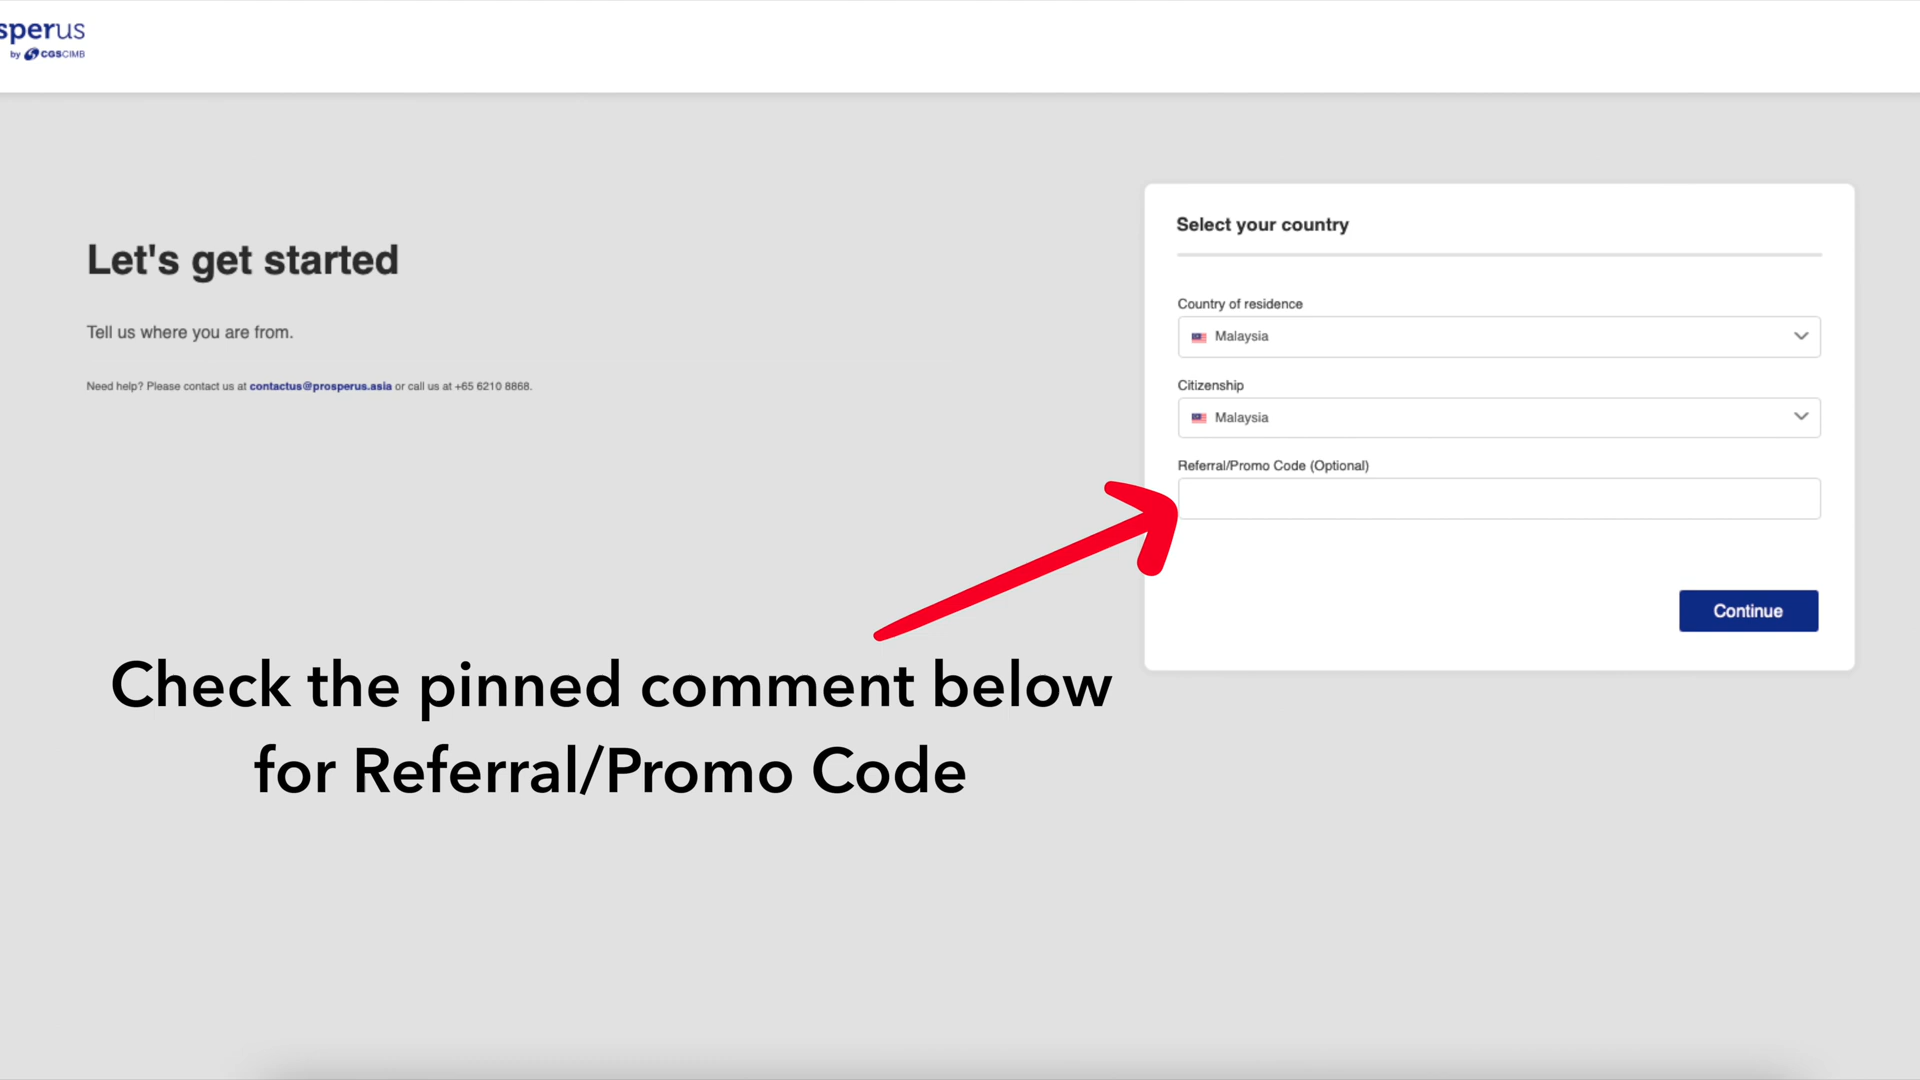 sperus
by CGSCIMB
Let's get started
Tell us where you are from.
Need help? Please contact us at contactus@prosperus.asia or call us at +65 6210 8868.
Select your country
Country of residence
Malaysia
Citizenship
Malaysia
Referral/Promo Code (Optional)
Continue
Check the pinned comment below
for Referral/Promo Code